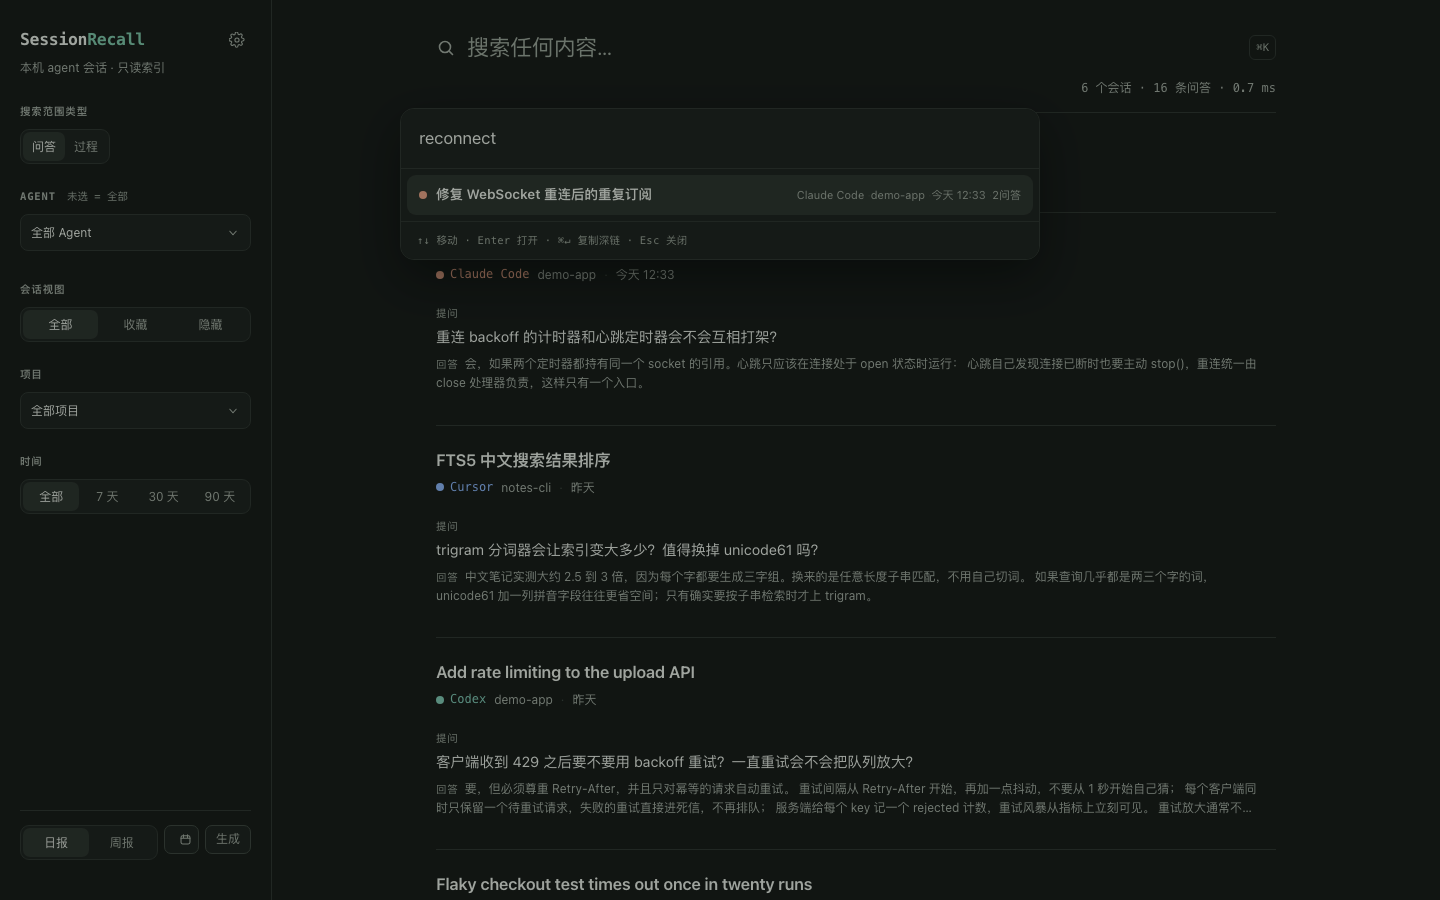 SessionRecall
本机 agent 会话 · 只读索引
搜索范围类型
问答 过程
AGENT 未选 = 全部
全部 Agent
会话视图
全部 收藏 隐藏
项目
全部项目
时间
全部 7 天 30 天 90 天
日报 周报 生成
搜索任何内容...
⌘K
6 个会话 · 16 条问答 · 0.7 ms
reconnect
修复 WebSocket 重连后的重复订阅 Claude Code demo-app 今天 12:33 2问答
↑↓ 移动 · Enter 打开 · ⌘↵ 复制深链 · Esc 关闭
Claude Code demo-app · 今天 12:33
提问
重连 backoff 的计时器和心跳定时器会不会互相打架?
回答 会，如果两个定时器都持有同一个 socket 的引用。心跳只应该在连接处于 open 状态时运行： 心跳自己发现连接已断时也要主动 stop()，重连统一由
close 处理器负责，这样只有一个入口。
FTS5 中文搜索结果排序
Cursor notes-cli · 昨天
提问
trigram 分词器会让索引变大多少？值得换掉 unicode61 吗?
回答 中文笔记实测大约 2.5 到 3 倍，因为每个字都要生成三字组。换来的是任意长度子串匹配，不用自己切词。 如果查询几乎都是两三个字的词，
unicode61 加一列拼音字段往往更省空间；只有确实要按子串检索时才上 trigram。
Add rate limiting to the upload API
Codex demo-app · 昨天
提问
客户端收到 429 之后要不要用 backoff 重试？一直重试会不会把队列放大?
回答 要，但必须尊重 Retry-After，并且只对幂等的请求自动重试。 重试间隔从 Retry-After 开始，再加一点抖动，不要从 1 秒开始自己猜； 每个客户端同
时只保留一个待重试请求，失败的重试直接进死信，不再排队； 服务端给每个 key 记一个 rejected 计数，重试风暴从指标上立刻可见。 重试放大通常不...
Flaky checkout test times out once in twenty runs